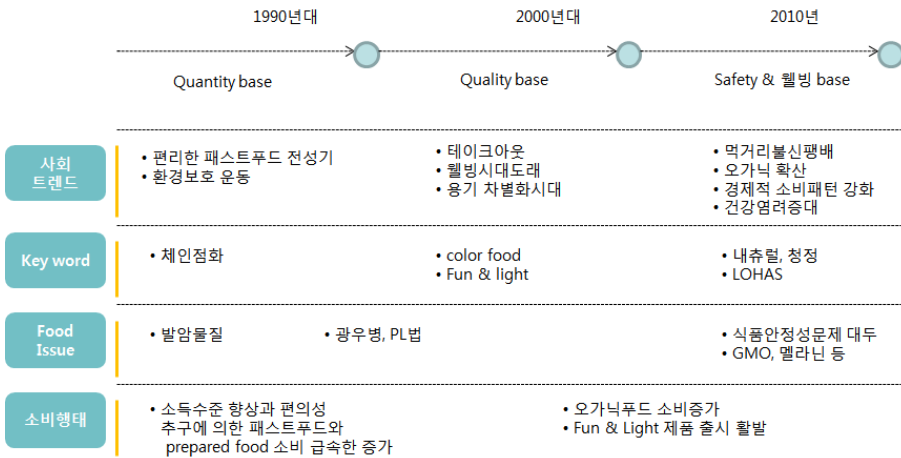 1990년대
2000년대
2010년
Quantity base
Quality base
Safety & 웰빙 base
사회
트렌드
• 편리한 패스트푸드 전성기
• 환경보호 운동
• 테이크아웃
• 웰빙시대도래
• 용기 차별화시대
• 먹거리불신팽배
• 오가닉 확산
• 경제적 소비패턴 강화
• 건강염려증대
Key word
• 체인점화
• color food
• Fun & light
• 내츄럴, 청정
• LOHAS
Food
Issue
• 발암물질
• 광우병, PL법
• 식품안정성문제 대두
• GMO, 멜라닌 등
소비행태
• 소득수준 향상과 편의성
추구에 의한 패스트푸드와
prepared food 소비 급속한 증가
• 오가닉푸드 소비증가
• Fun & Light 제품 출시 활발